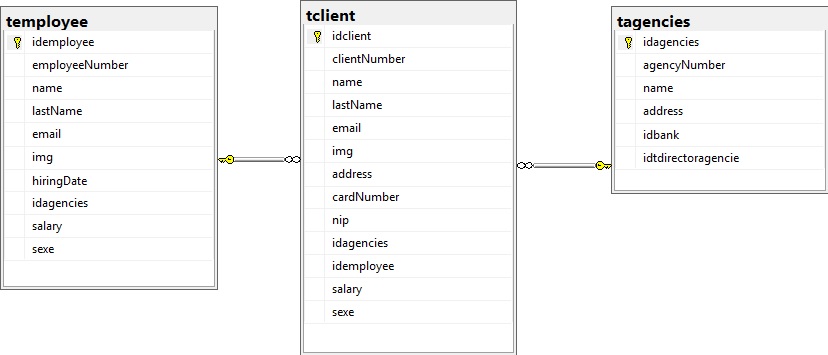 temployee
idemployee
employeeNumber
name
lastName
email
img
hiringDate
idagencies
salary
sexe
tclient
idclient
clientNumber
name
lastName
email
img
address
cardNumber
nip
idagencies
idemployee
salary
sexe
tagencies
idagencies
agencyNumber
name
address
idbank
idtdirectoragencie